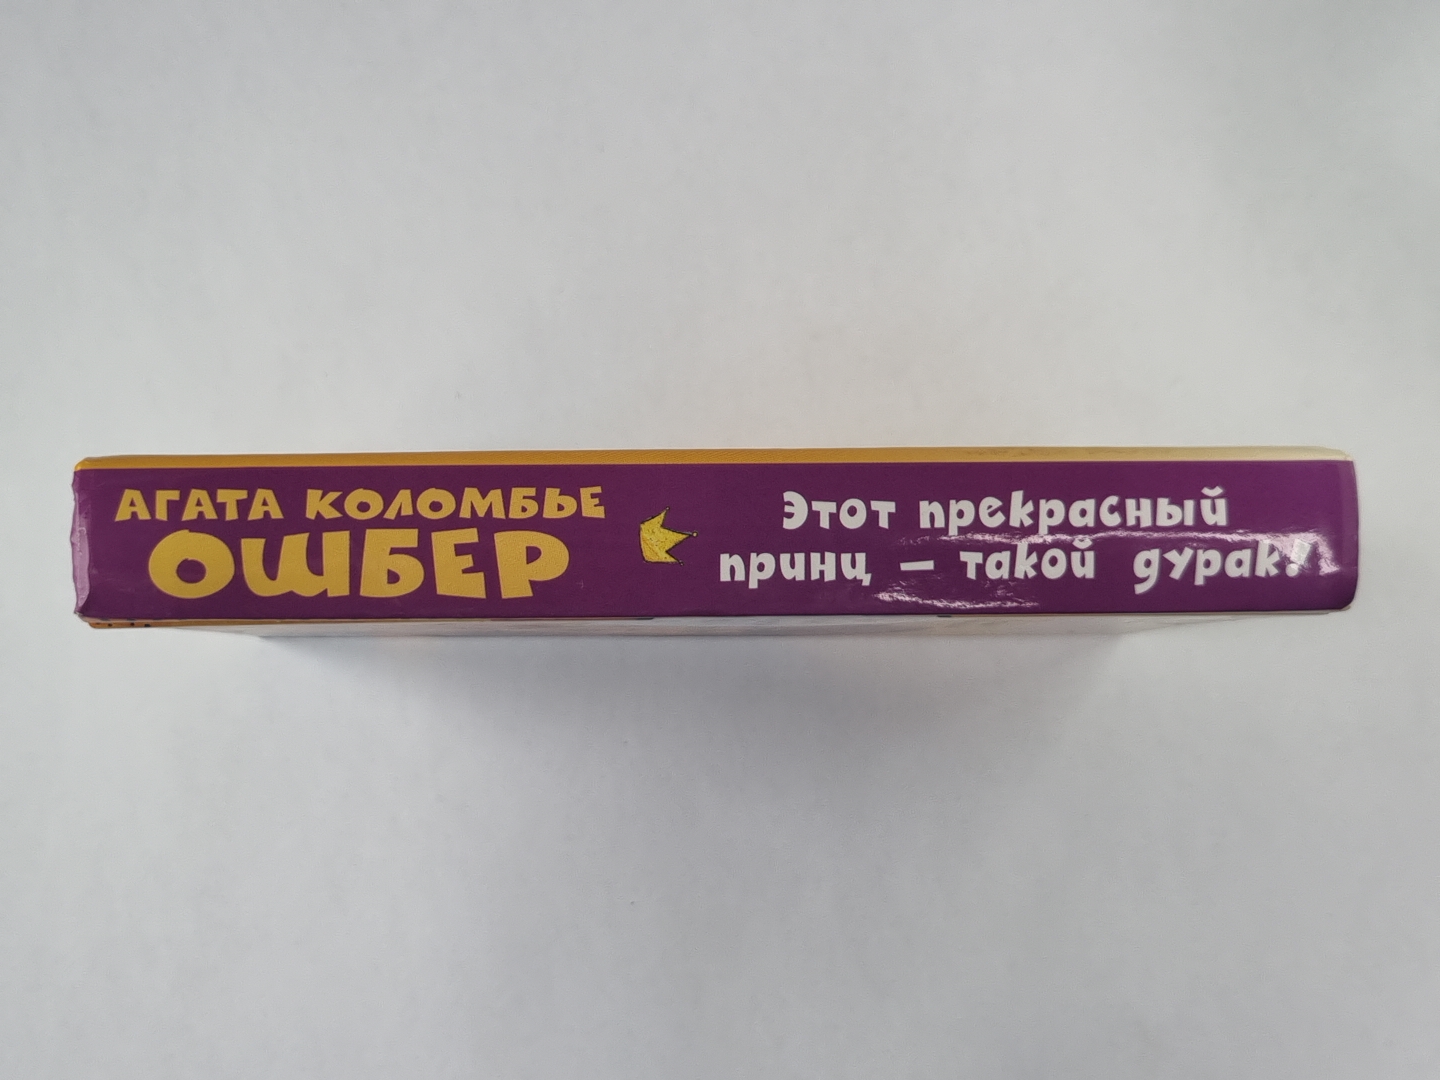 АГАТА КОЛОМБЬЕ
ОШБЕР
Этот прекрасный
принц — такой дурак!